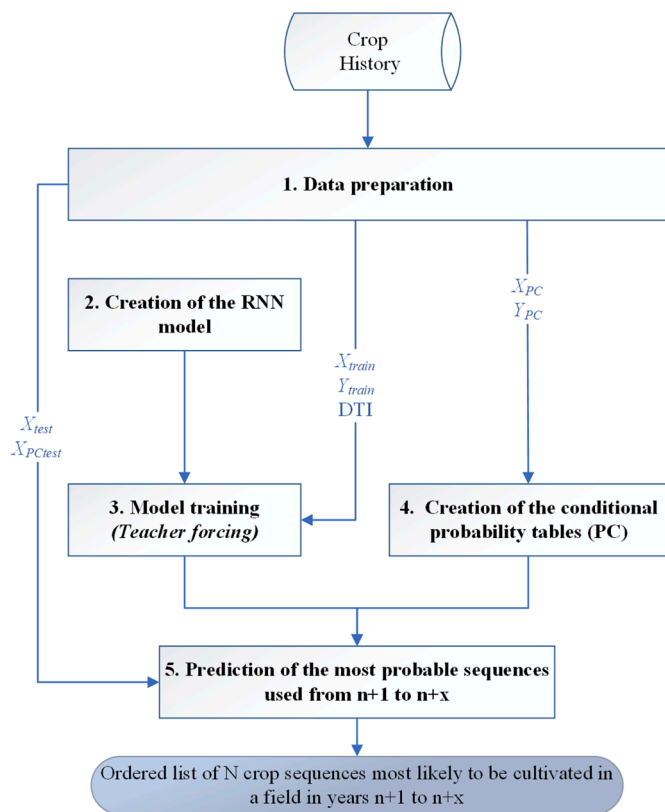 Crop
History
1. Data preparation
2. Creation of the RNN
model
X_PC
Y_PC
X_train
Y_train
DTI
X_test
X_PCtest
3. Model training
(Teacher forcing)
4. Creation of the conditional
probability tables (PC)
5. Prediction of the most probable sequences
used from n+1 to n+x
Ordered list of N crop sequences most likely to be cultivated in
a field in years n+1 to n+x